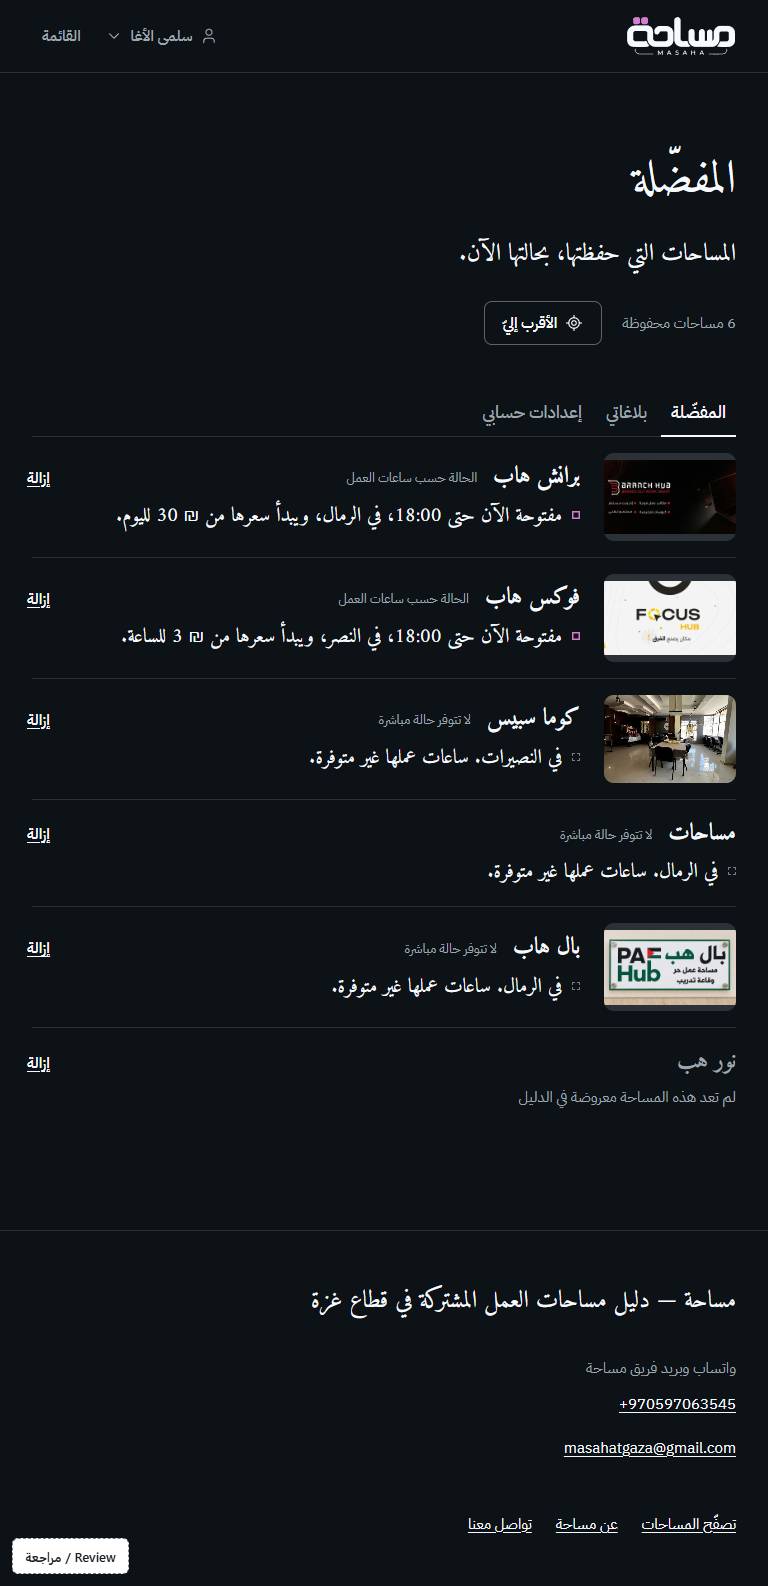 مساحة
MASAHA
سلمى الأغا
القائمة
المفضّلة
المساحات التي حفظتها، بحالتها الآن.
6 مساحات محفوظة
الأقرب إليّ
المفضّلة
بلاغاتي
إعدادات حسابي
BRANCH HUB
برانش هاب
الحالة حسب ساعات العمل
إزالة
مفتوحة الآن حتى 18:00، في الرمال، ويبدأ سعرها من ₪ 30 لليوم.
FOCUS
HUB
مكان يصنع الفرق
فوكس هاب
الحالة حسب ساعات العمل
إزالة
مفتوحة الآن حتى 18:00، في النصر، ويبدأ سعرها من ₪ 3 للساعة.
كوما سبيس
لا تتوفر حالة مباشرة
إزالة
في النصيرات. ساعات عملها غير متوفرة.
مساحات
لا تتوفر حالة مباشرة
إزالة
في الرمال. ساعات عملها غير متوفرة.
بال هب
PAL
Hub
مساحة عمل حر
وقاعة تدريب
بال هاب
لا تتوفر حالة مباشرة
إزالة
في الرمال. ساعات عملها غير متوفرة.
نور هب
إزالة
لم تعد هذه المساحة معروضة في الدليل
مساحة — دليل مساحات العمل المشتركة في قطاع غزة
واتساب وبريد فريق مساحة
+970597063545
masahatgaza@gmail.com
تصفّح المساحات
عن مساحة
تواصل معنا
مراجعة / Review